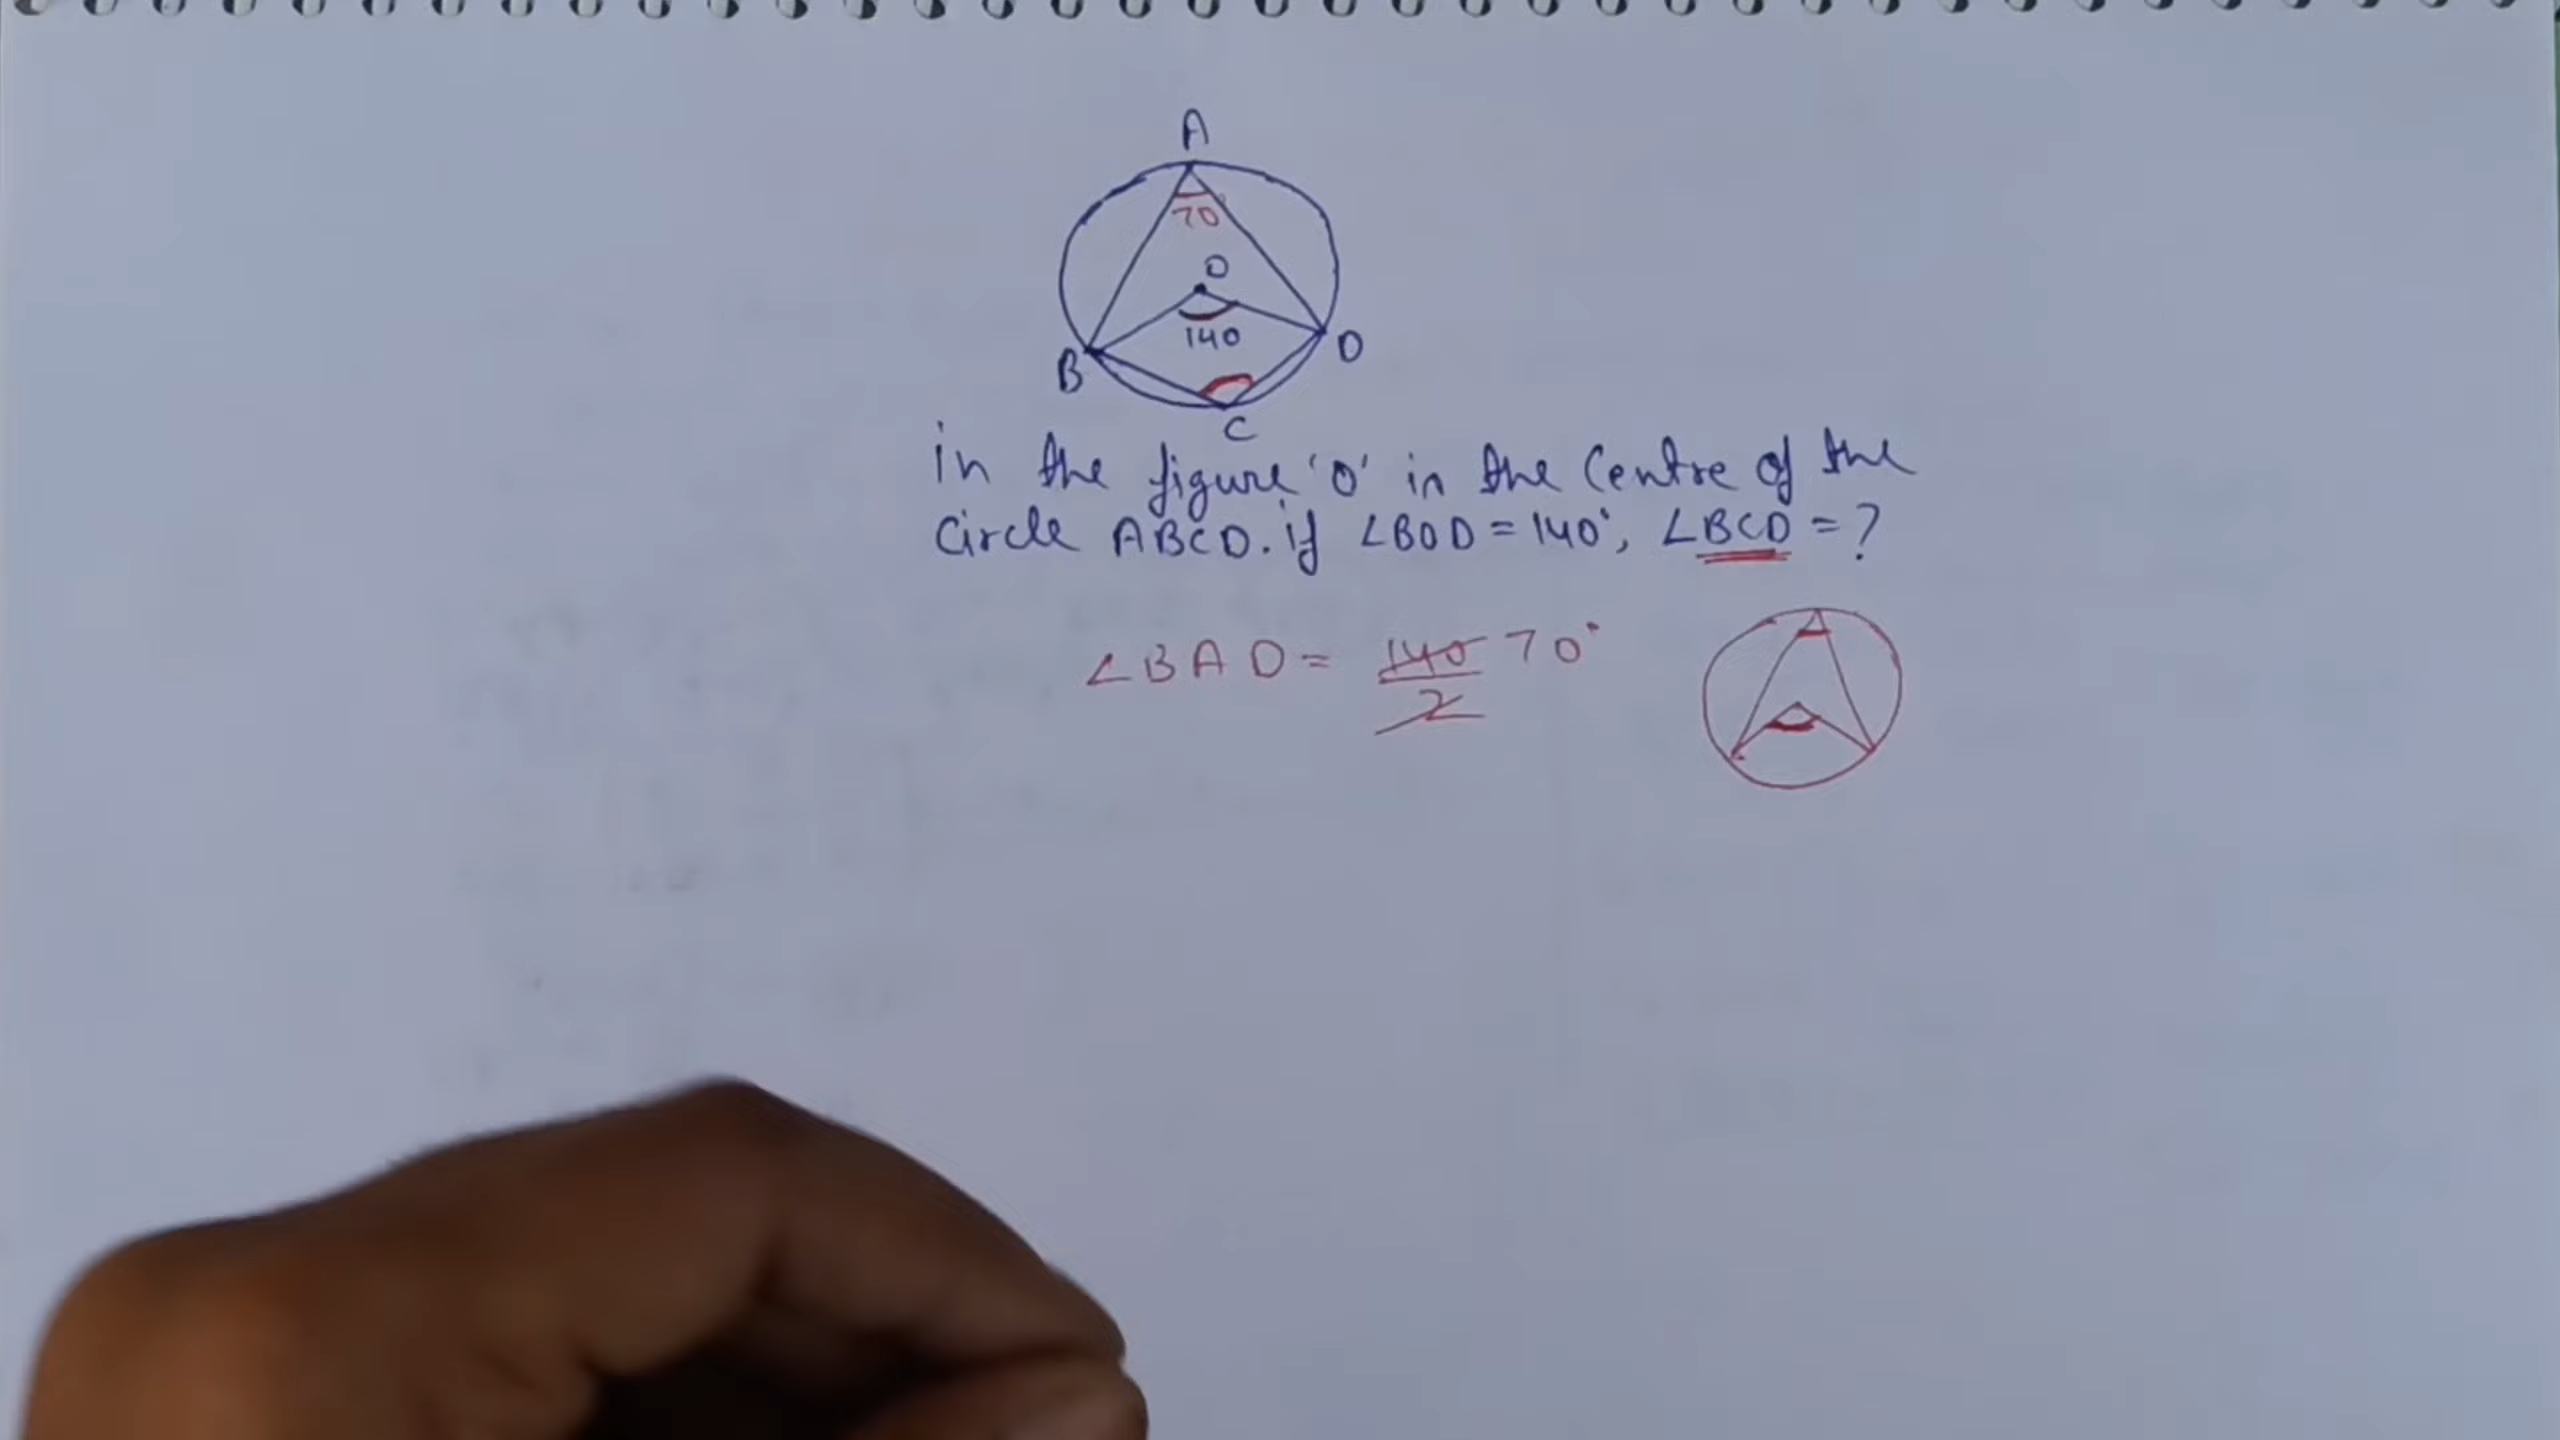 A
70
O
140
B
D
C
in the figure 'O' in the Centre of the
Circle ABCD. if ∠BOD = 140°, ∠BCD = ?
∠BAD = 140/2 70°